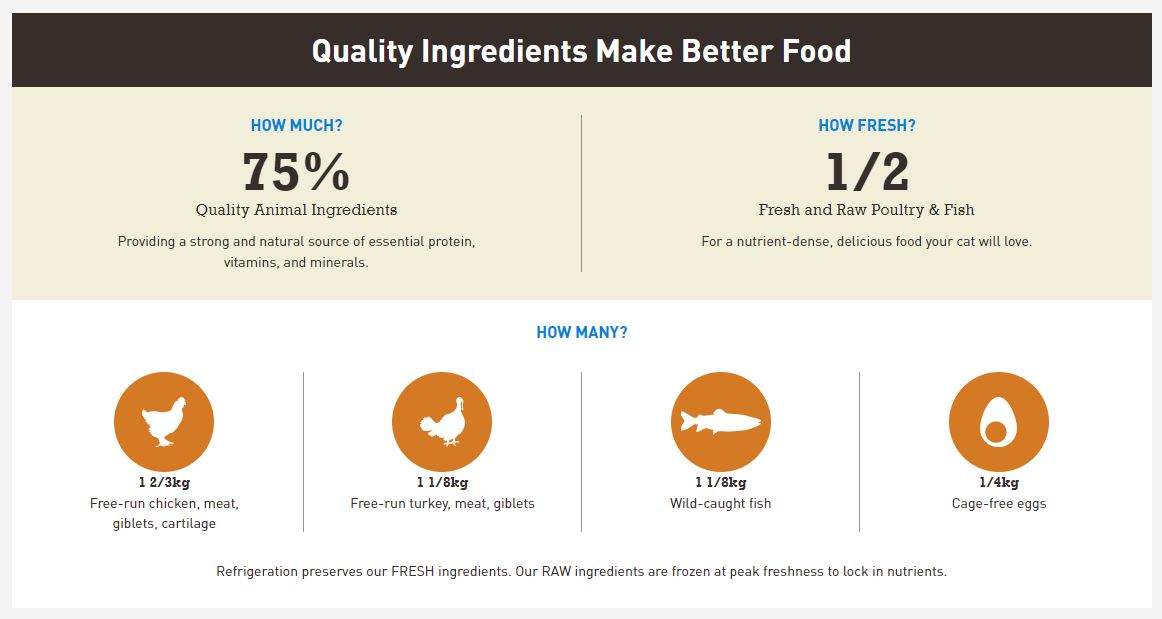 Quality Ingredients Make Better Food
HOW MUCH?
75%
Quality Animal Ingredients
Providing a strong and natural source of essential protein,
vitamins, and minerals.
HOW FRESH?
1/2
Fresh and Raw Poultry & Fish
For a nutrient-dense, delicious food your cat will love.
HOW MANY?
1 2/3kg
Free-run chicken, meat,
giblets, cartilage
1 1/8kg
Free-run turkey, meat, giblets
1 1/8kg
Wild-caught fish
1/4kg
Cage-free eggs
Refrigeration preserves our FRESH ingredients. Our RAW ingredients are frozen at peak freshness to lock in nutrients.